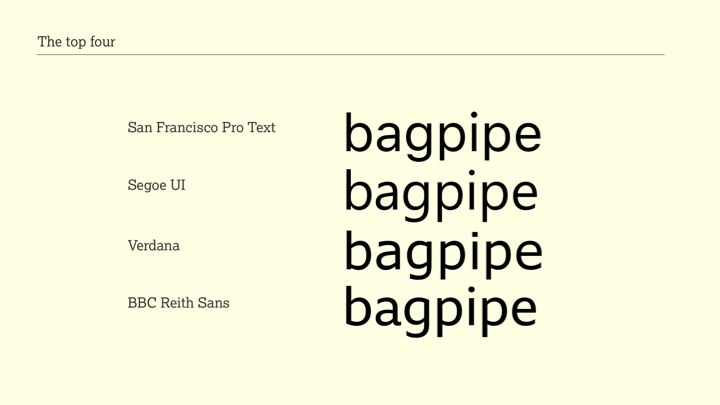 The top four
San Francisco Pro Text bagpipe
Segoe UI bagpipe
Verdana bagpipe
BBC Reith Sans bagpipe